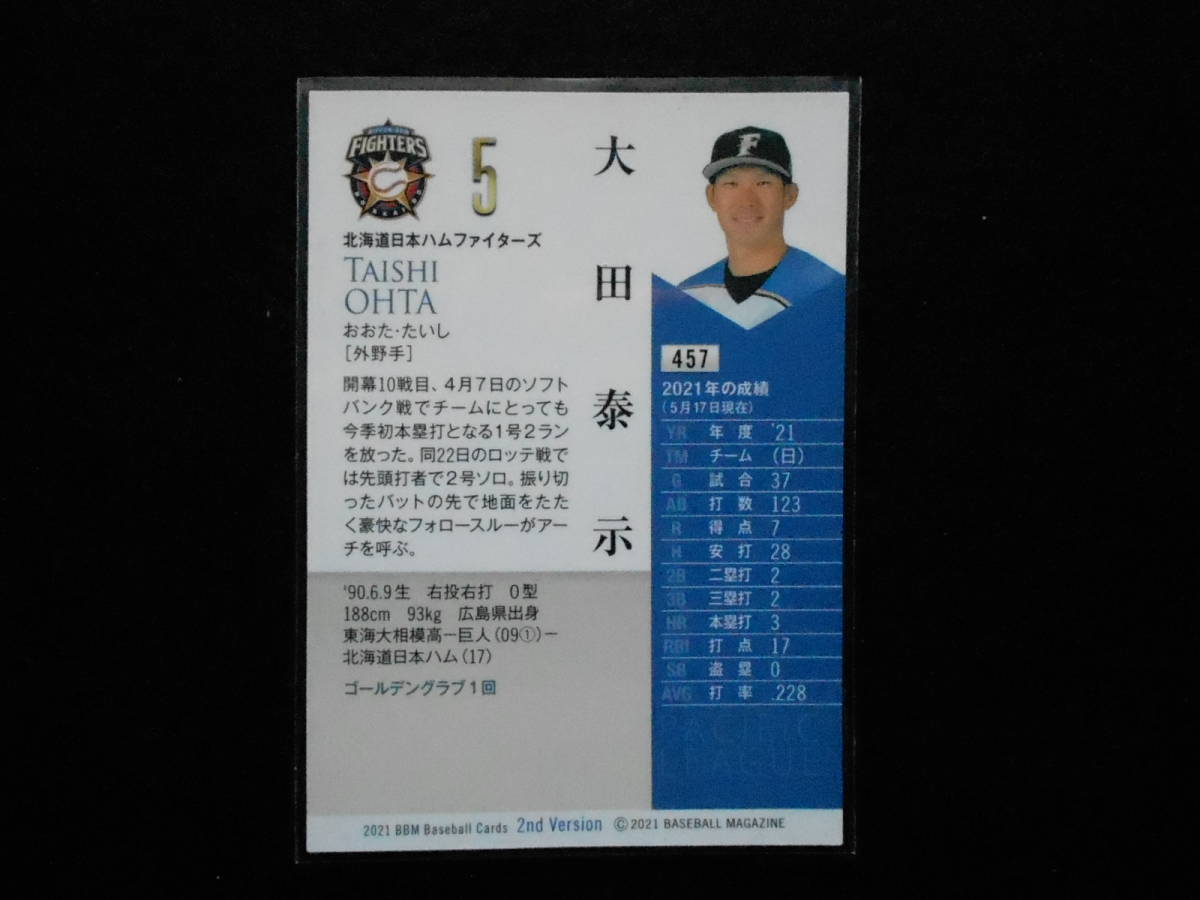 FIGHTERS
5
北海道日本ハムファイターズ
TAISHI
OHTA
おおた・たいし
[外野手]
開幕10戦目、4月7日のソフト
バンク戦でチームにとっても
今季初本塁打となる1号2ラン
を放った。同22日のロッテ戦で
は先頭打者で2号ソロ。振り切
ったバットの先で地面をたた
く豪快なフォロースルーがアー
チを呼ぶ。
'90.6.9生 右投右打 O型
188cm 93kg 広島県出身
東海大相模高－巨人(09①)－
北海道日本ハム(17)
ゴールデングラブ1回
大田泰示
F
457
2021年の成績
(5月17日現在)
YR 年度 '21
TM チーム (日)
G 試合 37
AB 打数 123
R 得点 7
H 安打 28
2B 二塁打 2
3B 三塁打 2
HR 本塁打 3
RBI 打点 17
SB 盗塁 0
AVG 打率 .228
PACIFIC
LEAGUE
2021 BBM Baseball Cards 2nd Version ©2021 BASEBALL MAGAZINE